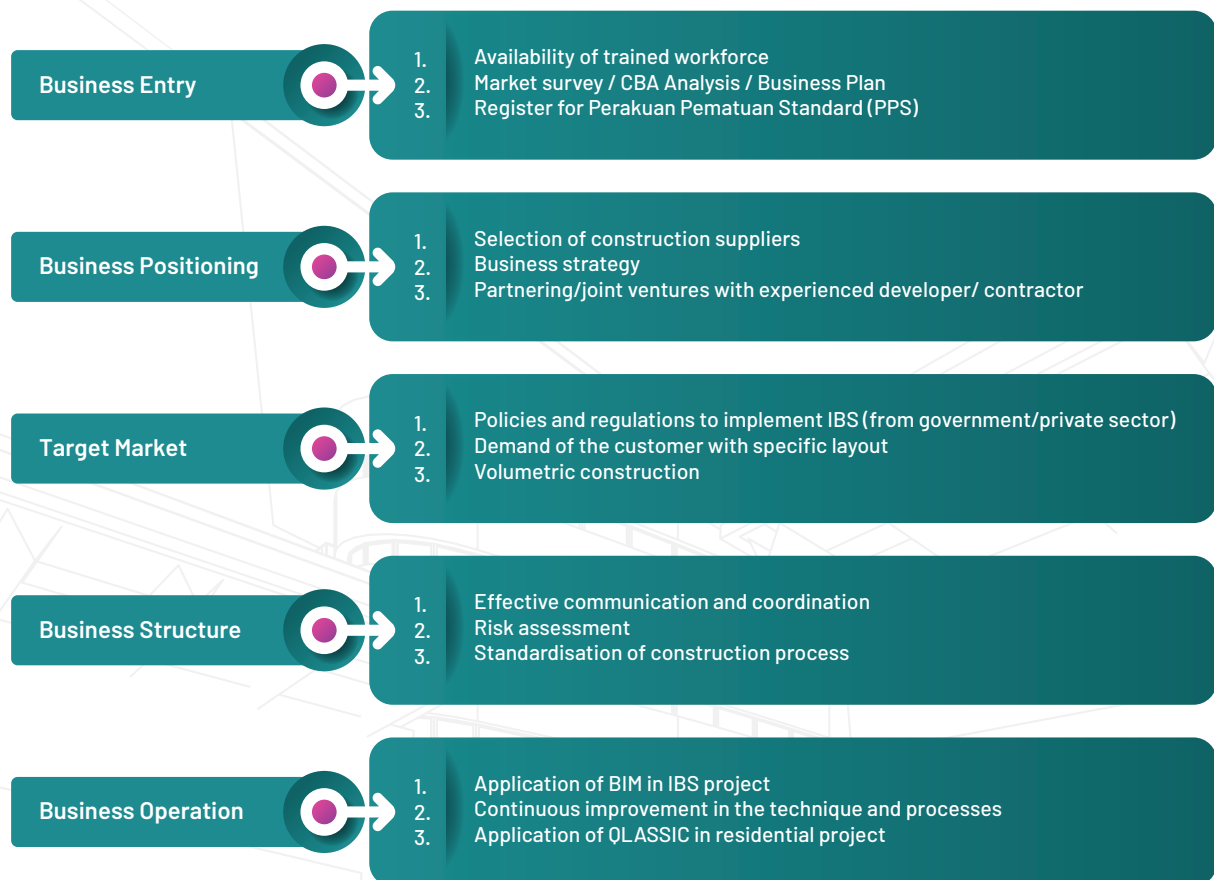 Business Entry
1. Availability of trained workforce
2. Market survey / CBA Analysis / Business Plan
3. Register for Perakuan Pematuan Standard (PPS)
Business Positioning
1. Selection of construction suppliers
2. Business strategy
3. Partnering/joint ventures with experienced developer/ contractor
Target Market
1. Policies and regulations to implement IBS (from government/private sector)
2. Demand of the customer with specific layout
3. Volumetric construction
Business Structure
1. Effective communication and coordination
2. Risk assessment
3. Standardisation of construction process
Business Operation
1. Application of BIM in IBS project
2. Continuous improvement in the technique and processes
3. Application of QLASSIC in residential project